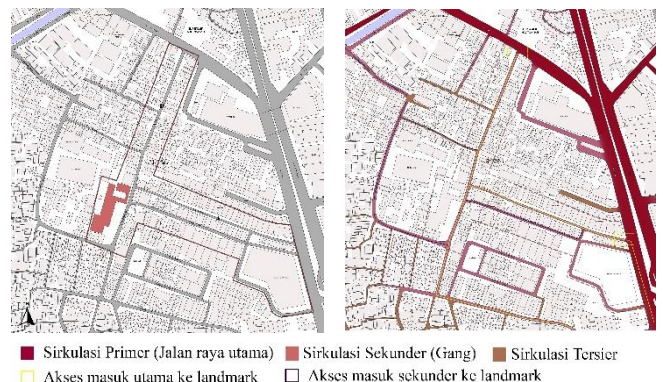 Sirkulasi Primer (Jalan raya utama) Sirkulasi Sekunder (Gang) Sirkulasi Tersier
Akses masuk utama ke landmark Akses masuk sekunder ke landmark